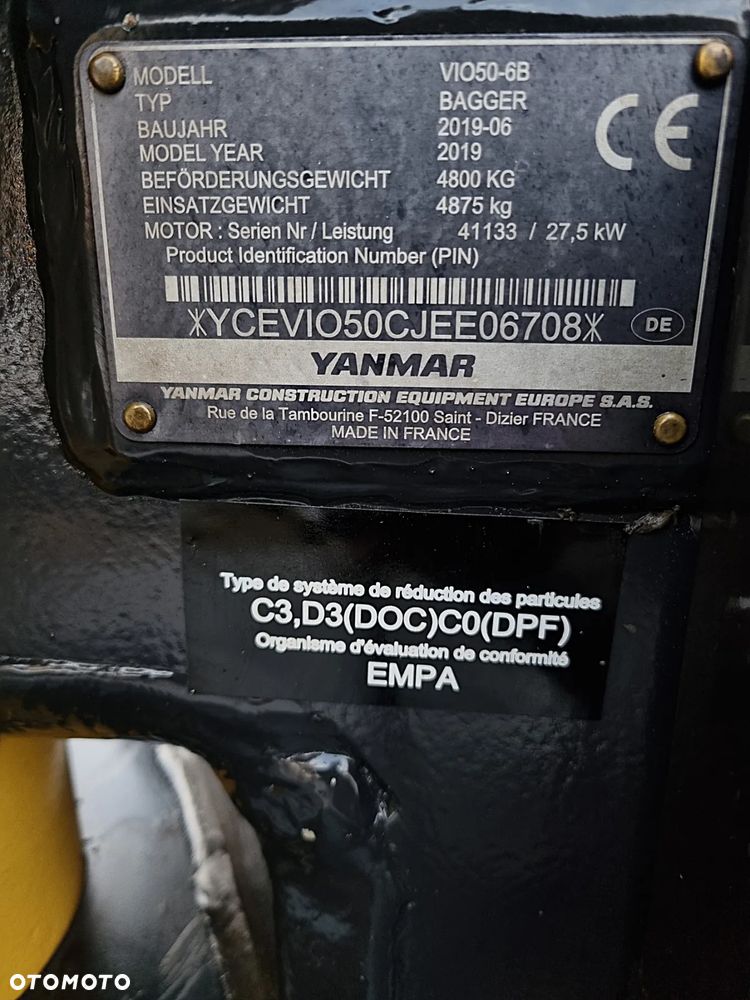 MODELL VIO50-6B
TYP BAGGER
BAUJAHR 2019-06
MODEL YEAR 2019
BEFÖRDERUNGSGEWICHT 4800 KG
EINSATZGEWICHT 4875 kg
MOTOR : Serien Nr / Leistung 41133 / 27,5 kW
Product Identification Number (PIN)
CE
*YCEVIO50CJEE06708*
DE
YANMAR
YANMAR CONSTRUCTION EQUIPMENT EUROPE S.A.S.
Rue de la Tambourine F-52100 Saint - Dizier FRANCE
MADE IN FRANCE
Type de système de réduction des particules
C3,D3(DOC)C0(DPF)
Organisme d'évaluation de conformité
EMPA
OTOMOTO